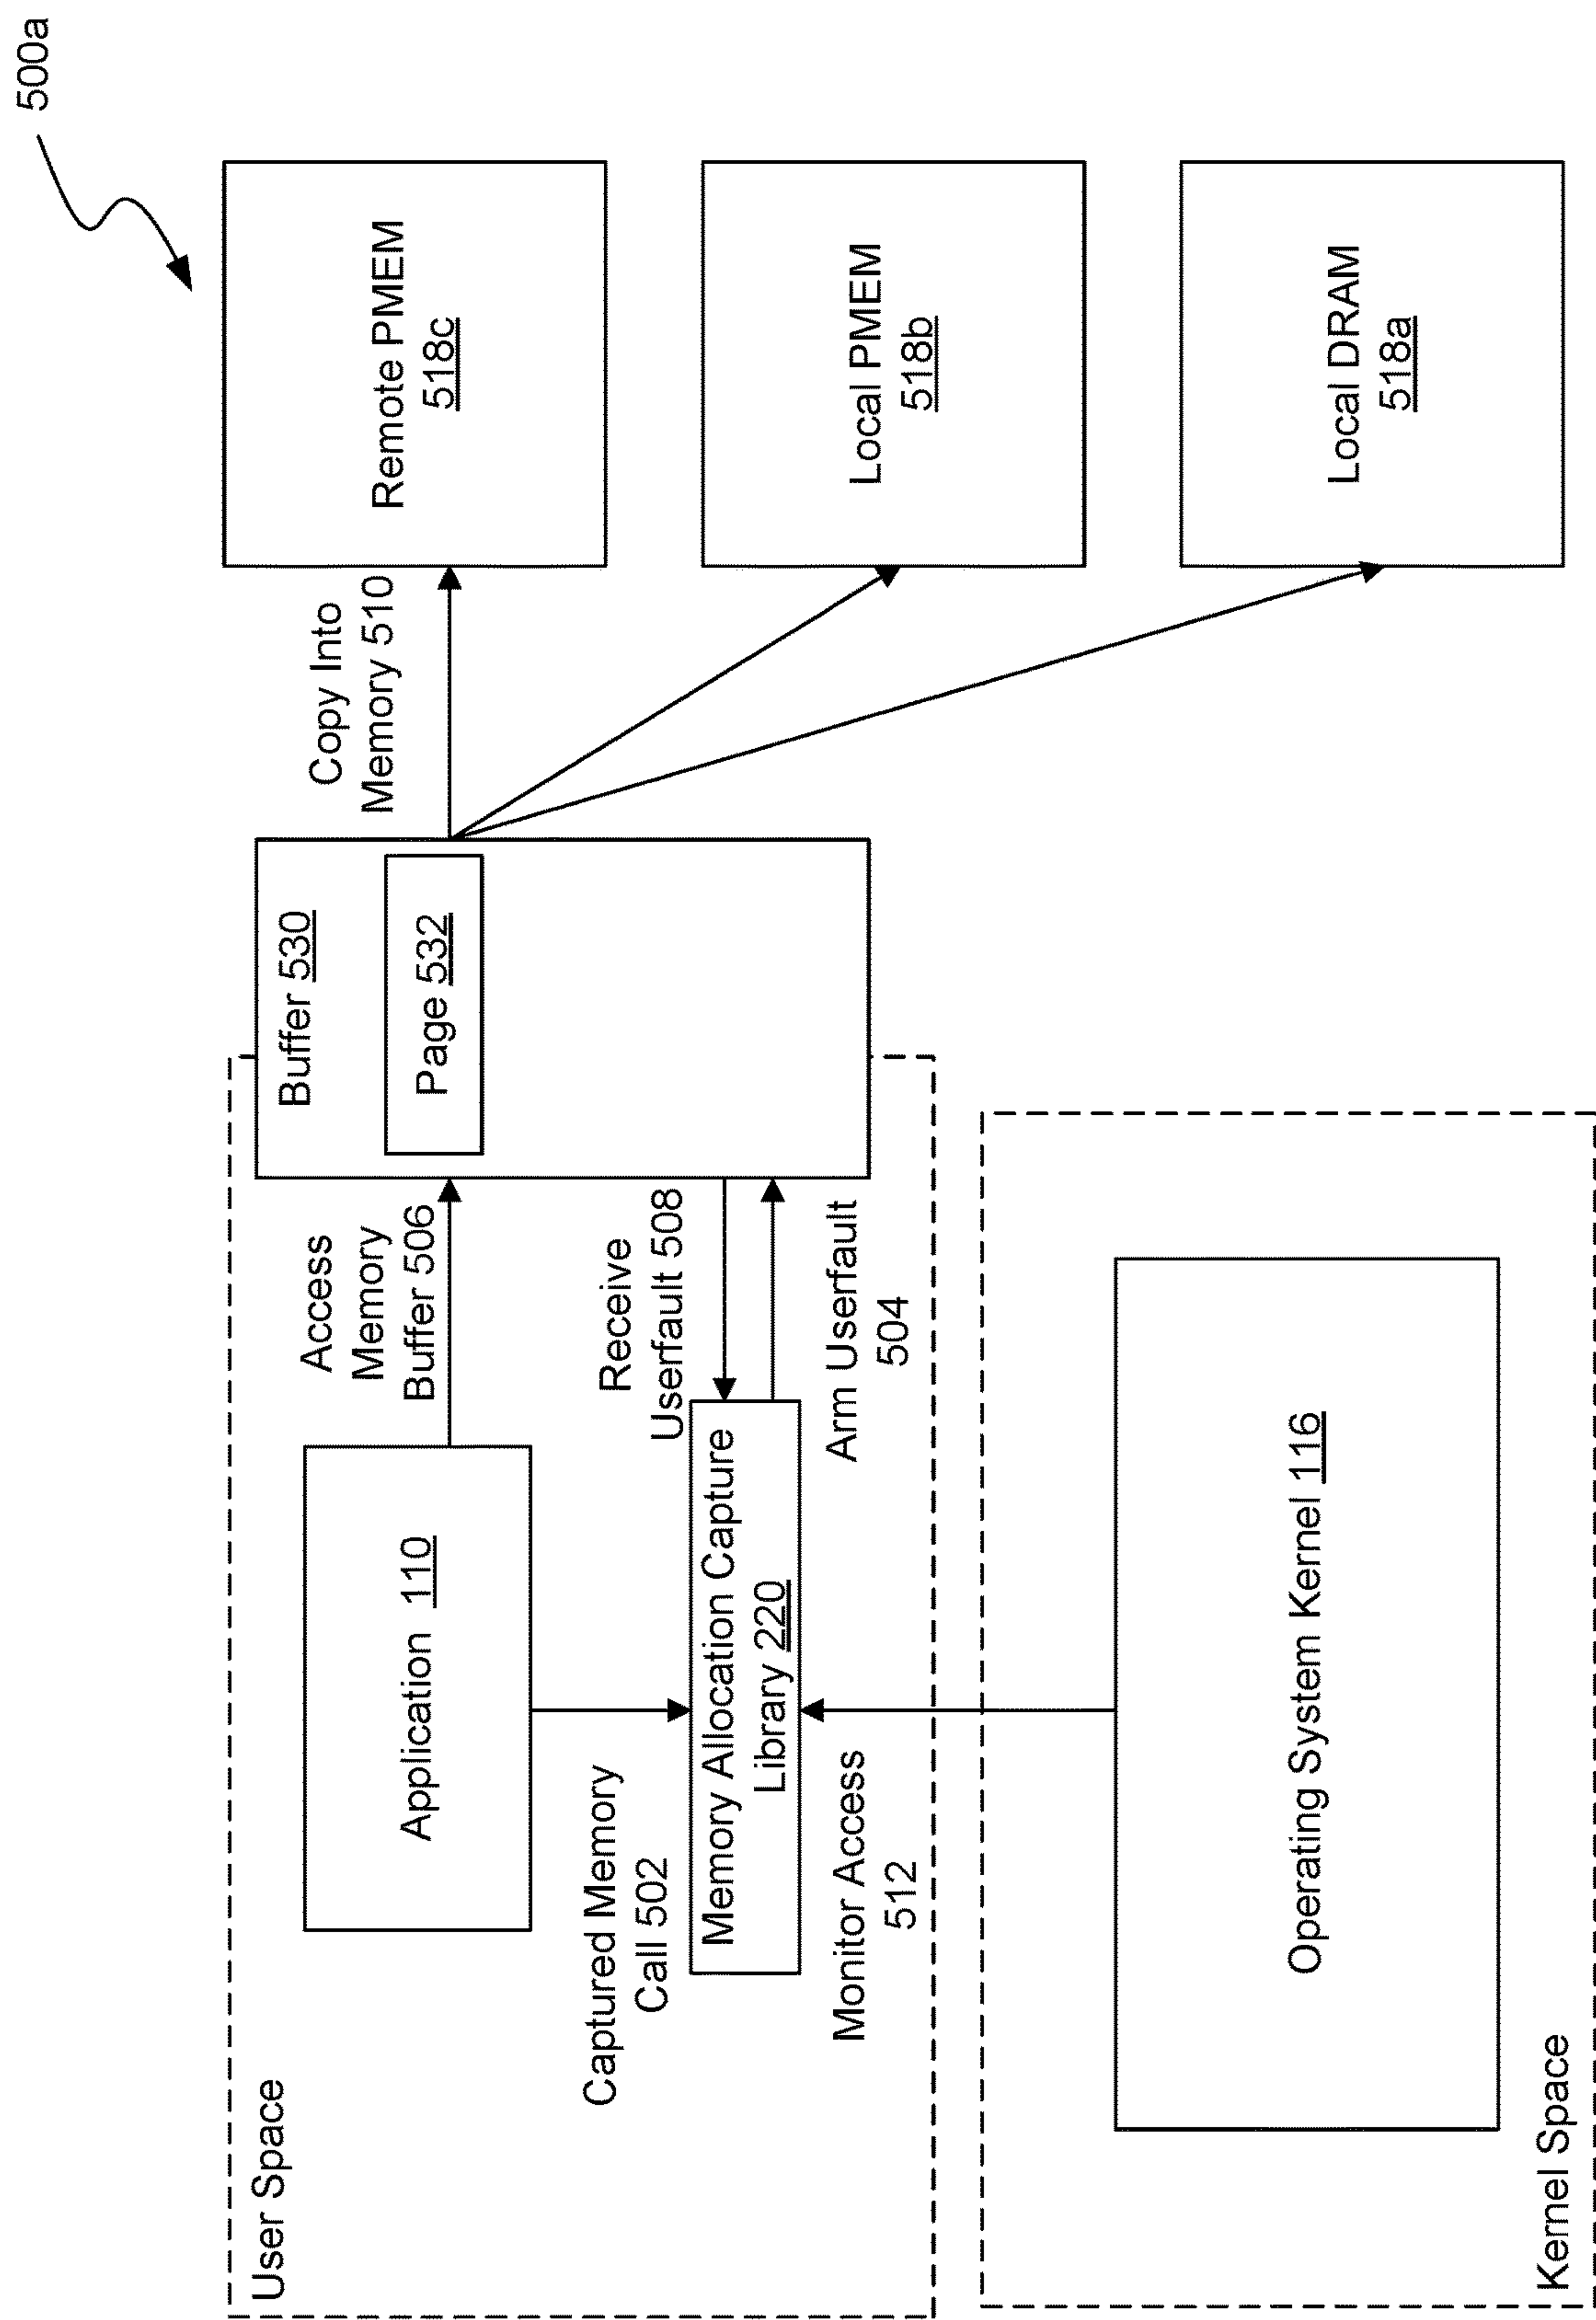 500a
User Space
Application 110
Access
Memory
Buffer 506
Buffer 530
Page 532
Copy Into
Memory 510
Remote PMEM
518c
Captured Memory
Call 502
Receive
Userfault 508
Memory Allocation Capture
Library 220
Arm Userfault
504
Monitor Access
512
Local PMEM
518b
Operating System Kernel 116
Local DRAM
518a
Kernel Space